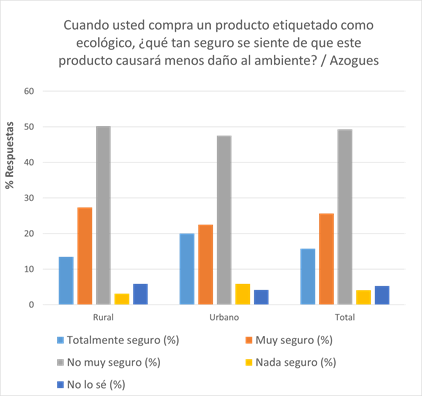 Cuando usted compra un producto etiquetado como
ecológico, ¿qué tan seguro se siente de que este
producto causará menos daño al ambiente? / Azogues
% Respuestas
60
50
40
30
20
10
0
Rural
Urbano
Total
Totalmente seguro (%)
Muy seguro (%)
No muy seguro (%)
Nada seguro (%)
No lo sé (%)